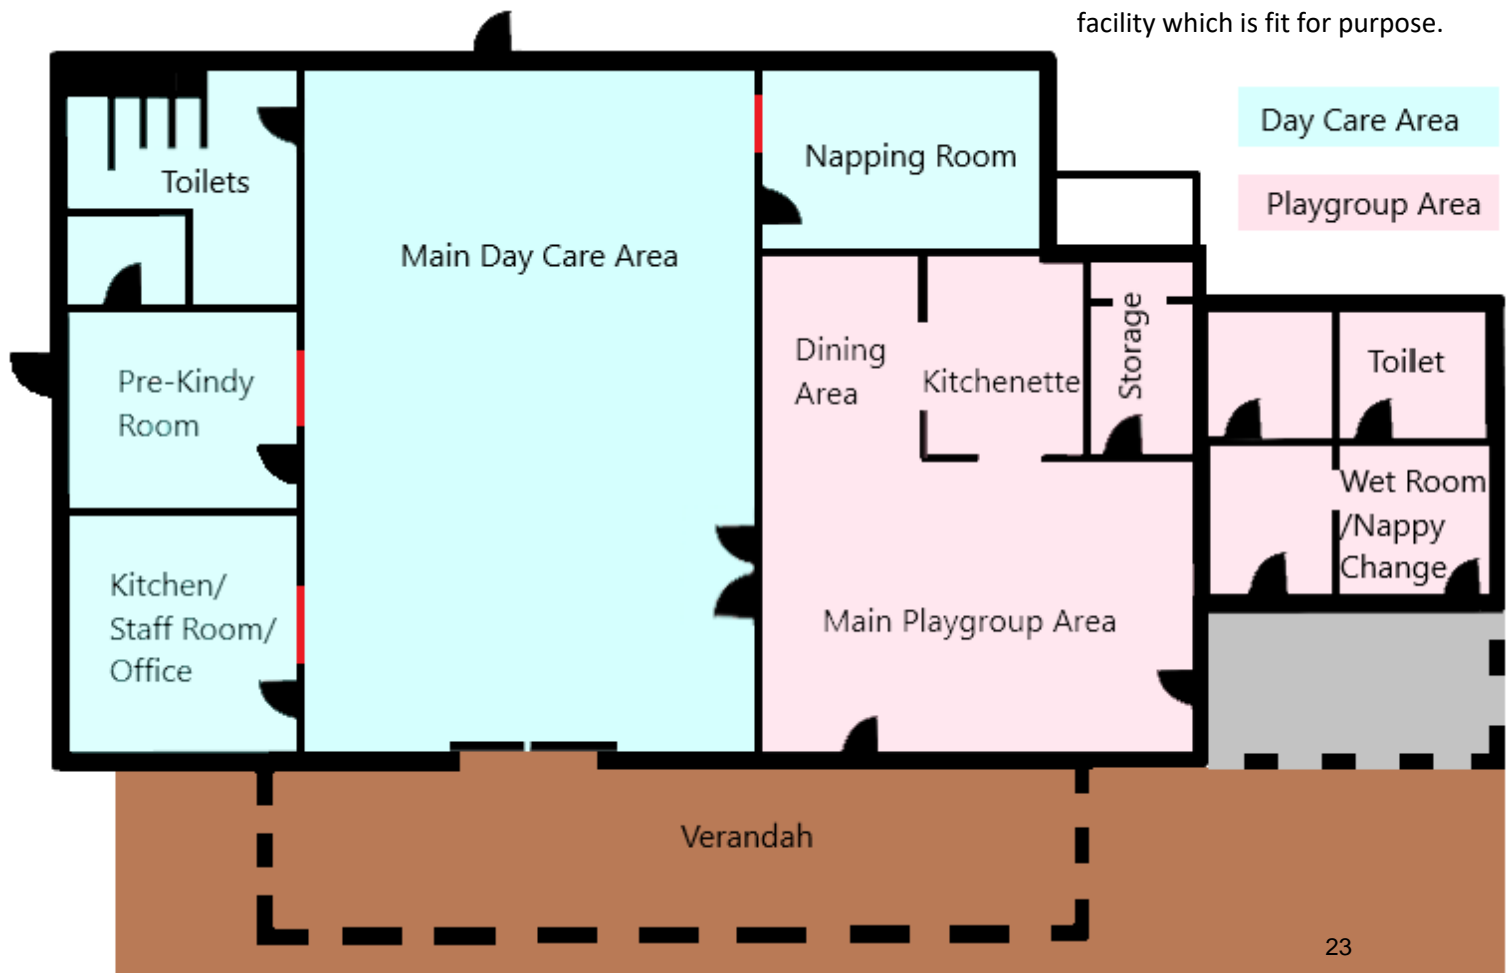 facility which is fit for purpose.
Day Care Area
Playgroup Area
Toilets
Napping Room
Main Day Care Area
Pre-Kindy
Room
Dining
Area
Kitchenette
Storage
Toilet
Wet Room
/Nappy
Change
Kitchen/
Staff Room/
Office
Main Playgroup Area
Verandah
23